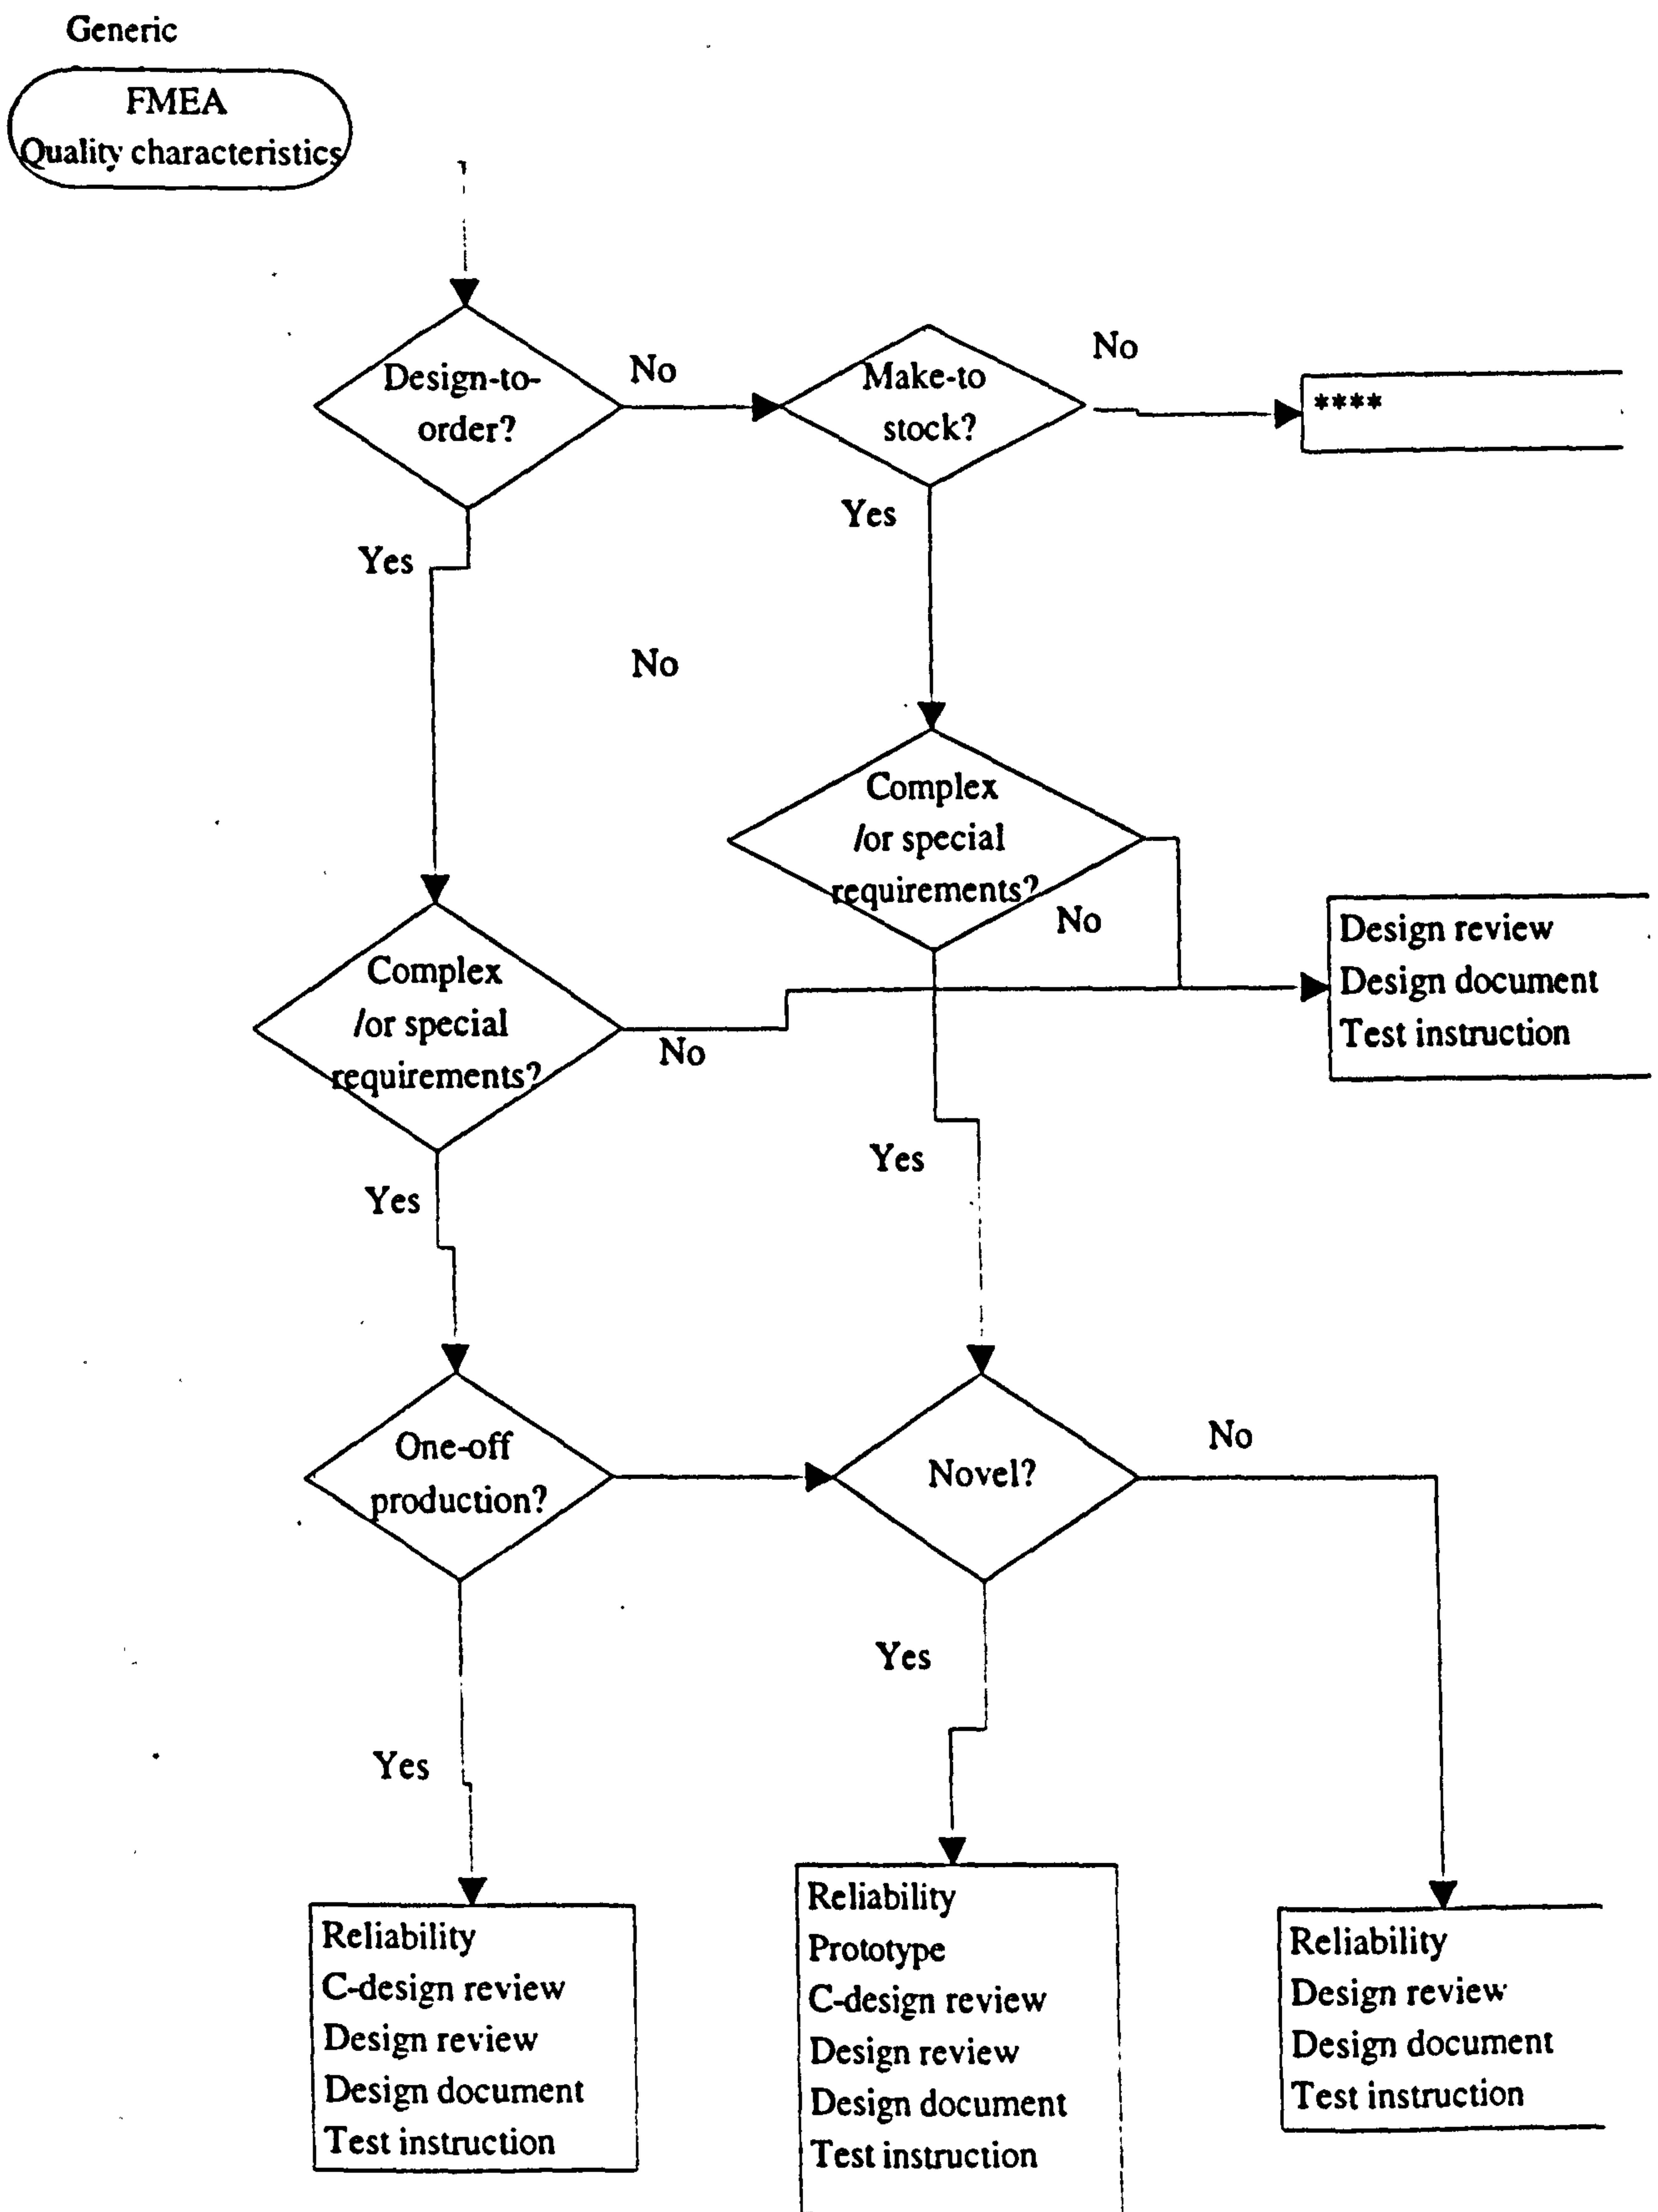 Generic
FMEA
Quality characteristics
Design-to-
order?
No
Make-to
stock?
No
****
Yes
Yes
No
Complex
/or special
requirements?
No
Complex
/or special
requirements?
No
Design review
Design document
Test instruction
Yes
Yes
One-off
production?
Novel?
No
Yes
Yes
Reliability
C-design review
Design review
Design document
Test instruction
Reliability
Prototype
C-design review
Design review
Design document
Test instruction
Reliability
Design review
Design document
Test instruction